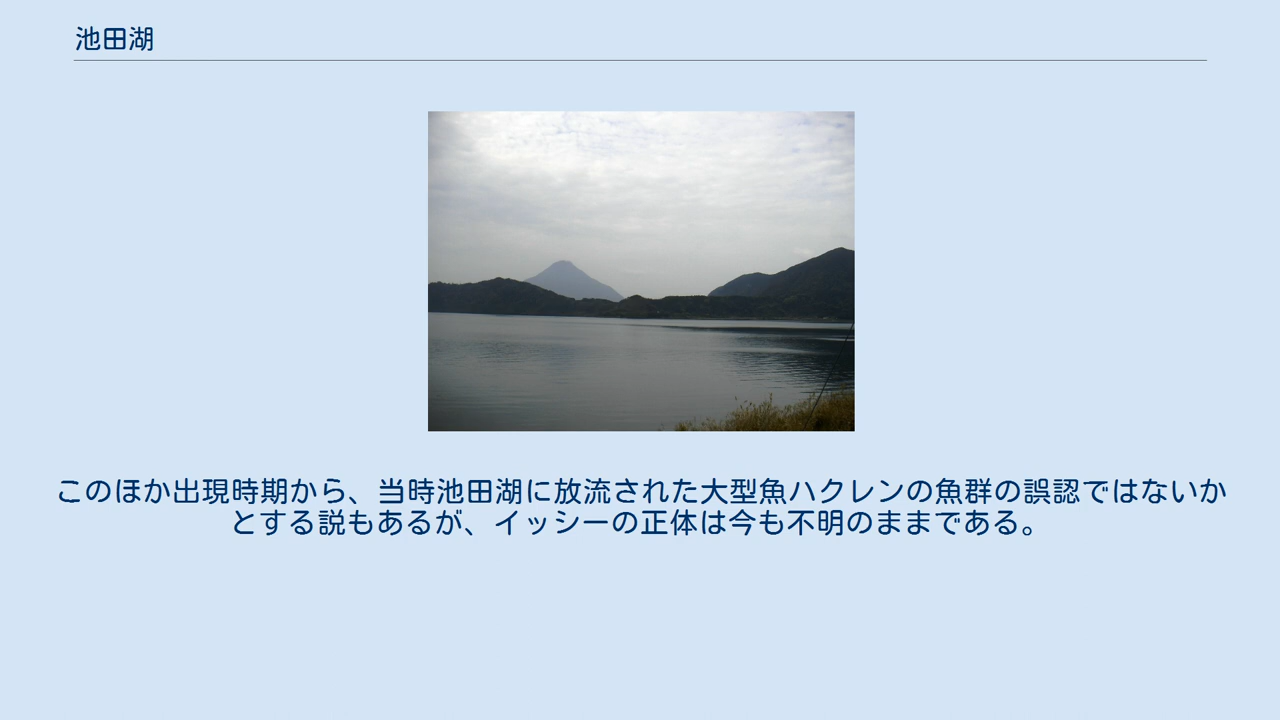 池田湖
このほか出現時期から、当時池田湖に放流された大型魚ハクレンの魚群の誤認ではないか
とする説もあるが、イッシーの正体は今も不明のままである。